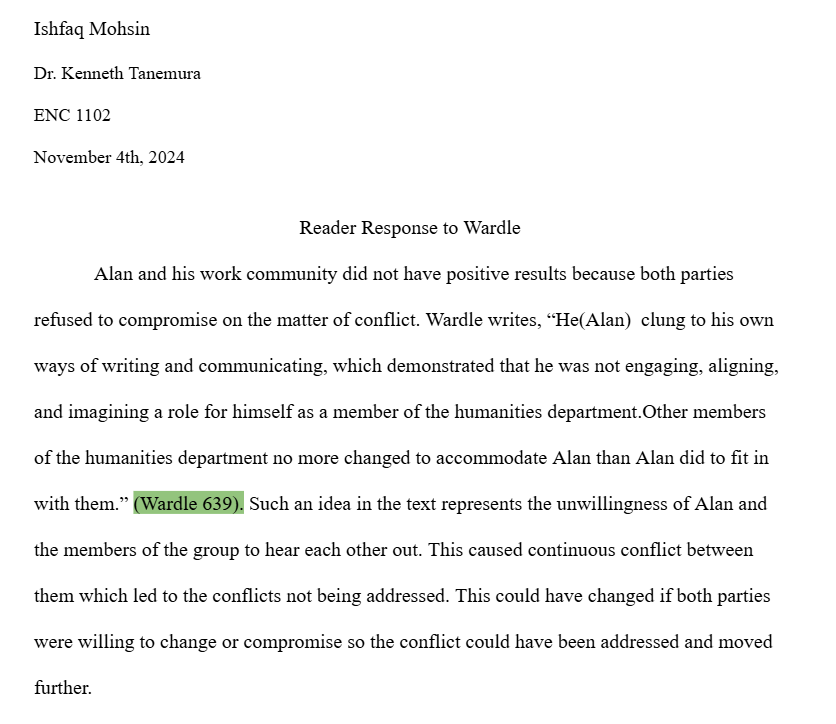 Ishfaq Mohsin
Dr. Kenneth Tanemura
ENC 1102
November 4th, 2024
Reader Response to Wardle
Alan and his work community did not have positive results because both parties
refused to compromise on the matter of conflict. Wardle writes, “He(Alan)  clung to his own
ways of writing and communicating, which demonstrated that he was not engaging, aligning,
and imagining a role for himself as a member of the humanities department.Other members
of the humanities department no more changed to accommodate Alan than Alan did to fit in
with them.” (Wardle 639). Such an idea in the text represents the unwillingness of Alan and
the members of the group to hear each other out. This caused continuous conflict between
them which led to the conflicts not being addressed. This could have changed if both parties
were willing to change or compromise so the conflict could have been addressed and moved
further.